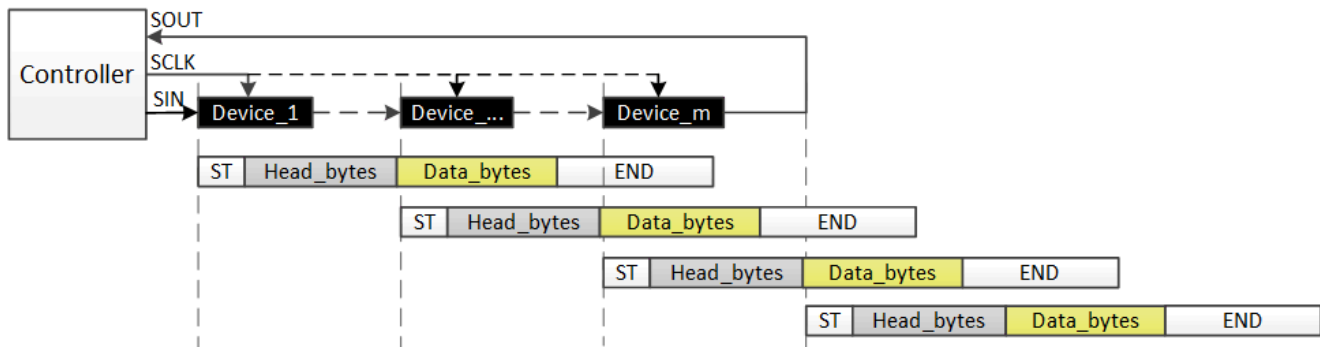 SOUT
SCLK
Controller
SIN
Device_1 Device_... Device_m
ST Head_bytes Data_bytes END
ST Head_bytes Data_bytes END
ST Head_bytes Data_bytes END
ST Head_bytes Data_bytes END